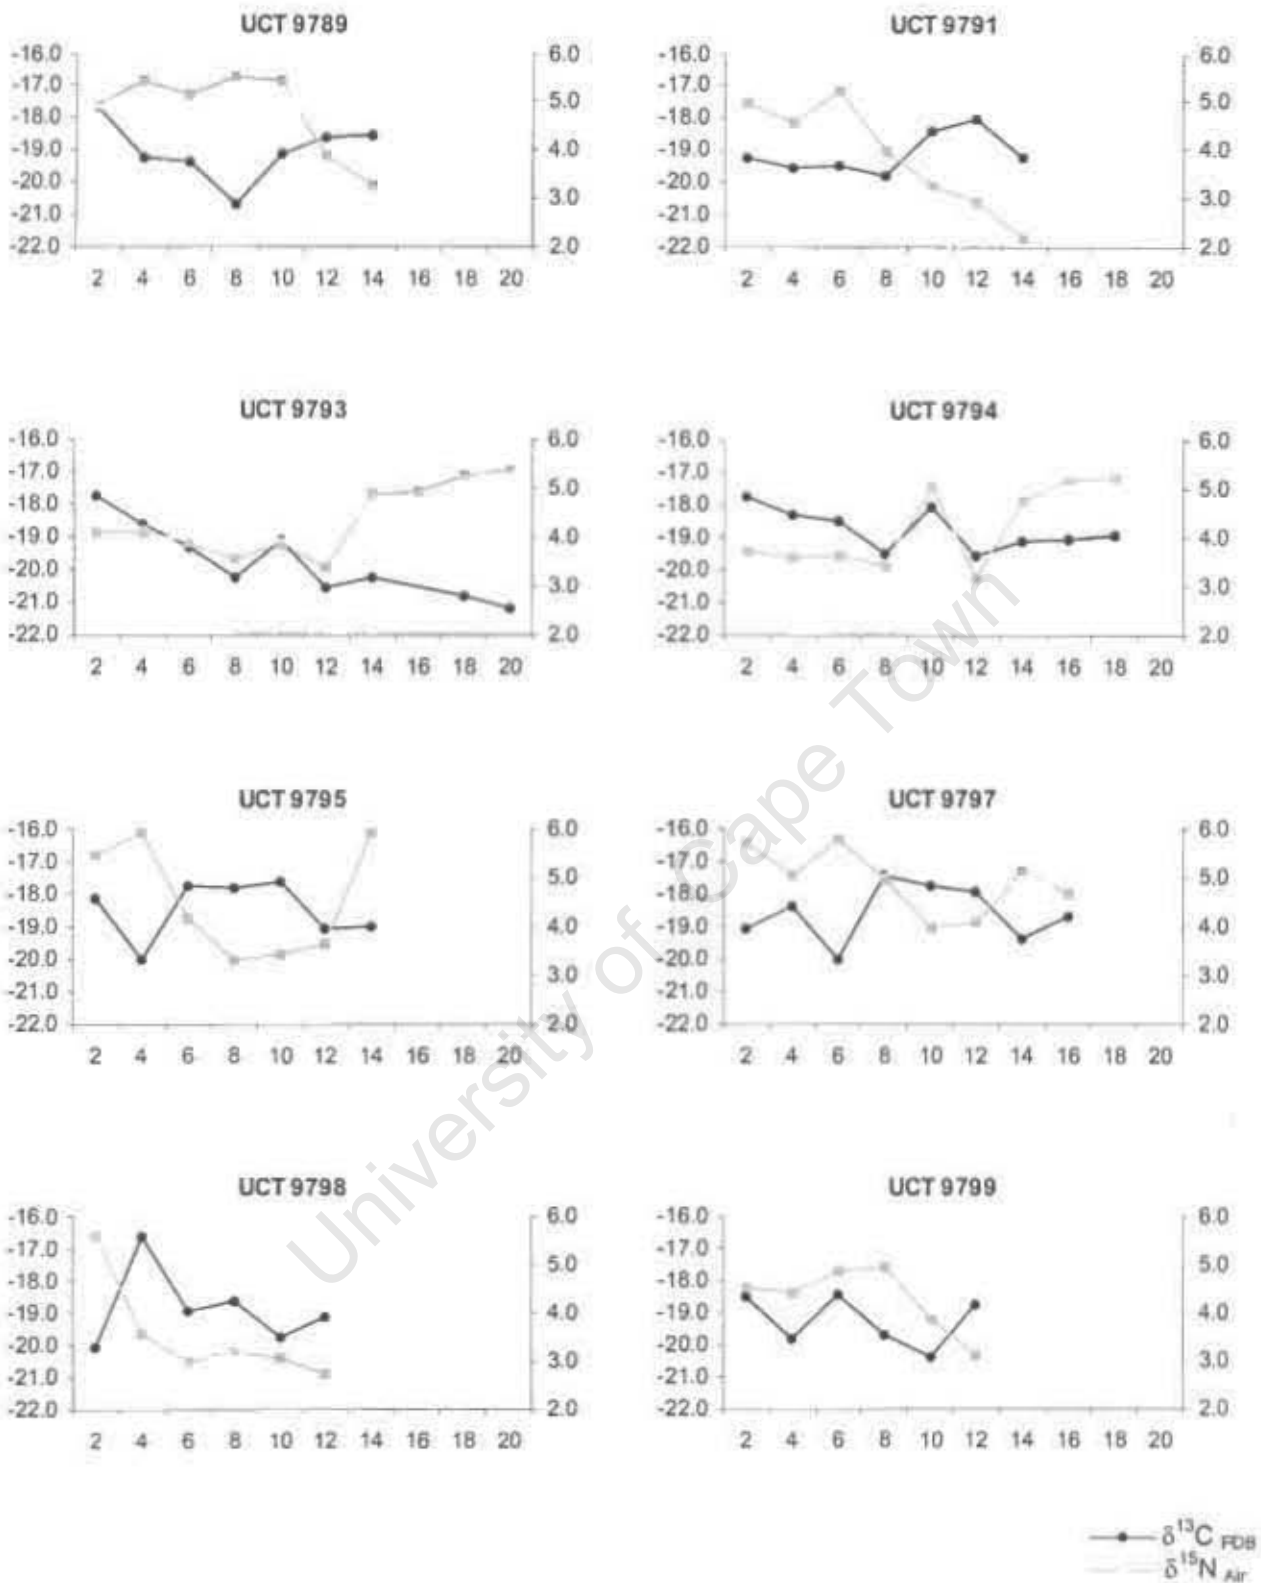 UCT 9789 UCT 9791
-16.0 6.0 -16.0 6.0
-17.0 5.0 -17.0 5.0
-18.0 4.0 -18.0 4.0
-19.0 3.0 -19.0 3.0
-20.0 2.0 -20.0 2.0
-21.0 -21.0
-22.0 -22.0
2 4 6 8 10 12 14 16 18 20 2 4 6 8 10 12 14 16 18 20
UCT 9793 UCT 9794
-16.0 6.0 -16.0 6.0
-17.0 5.0 -17.0 5.0
-18.0 4.0 -18.0 4.0
-19.0 3.0 -19.0 3.0
-20.0 2.0 -20.0 2.0
-21.0 -21.0
-22.0 -22.0
2 4 6 8 10 12 14 16 18 20 2 4 6 8 10 12 14 16 18 20
UCT 9795 UCT 9797
-16.0 6.0 -16.0 6.0
-17.0 5.0 -17.0 5.0
-18.0 4.0 -18.0 4.0
-19.0 3.0 -19.0 3.0
-20.0 2.0 -20.0 2.0
-21.0 -21.0
-22.0 -22.0
2 4 6 8 10 12 14 16 18 20 2 4 6 8 10 12 14 16 18 20
UCT 9798 UCT 9799
-16.0 6.0 -16.0 6.0
-17.0 5.0 -17.0 5.0
-18.0 4.0 -18.0 4.0
-19.0 3.0 -19.0 3.0
-20.0 2.0 -20.0 2.0
-21.0 -21.0
-22.0 -22.0
2 4 6 8 10 12 14 16 18 20 2 4 6 8 10 12 14 16 18 20
δ¹³C PDB
δ¹⁵N Air
University of Cape Town